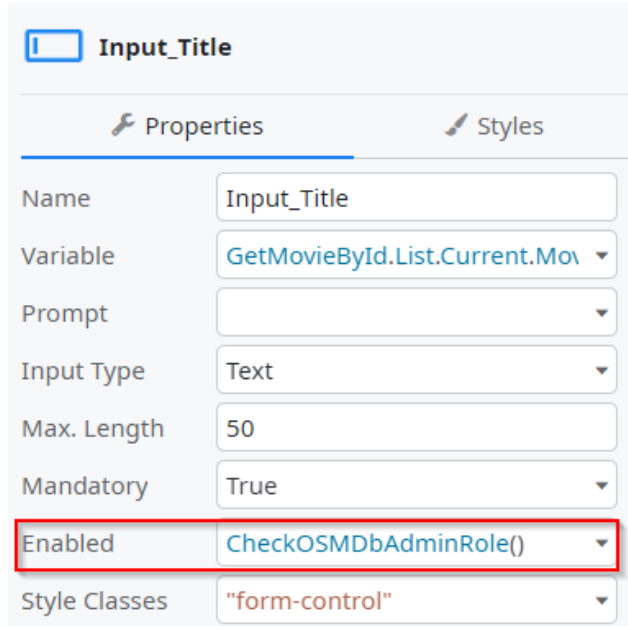 Input_Title
Properties Styles
Name Input_Title
Variable GetMovieById.List.Current.Mov
Prompt
Input Type Text
Max. Length 50
Mandatory True
Enabled CheckOSMDbAdminRole()
Style Classes "form-control"